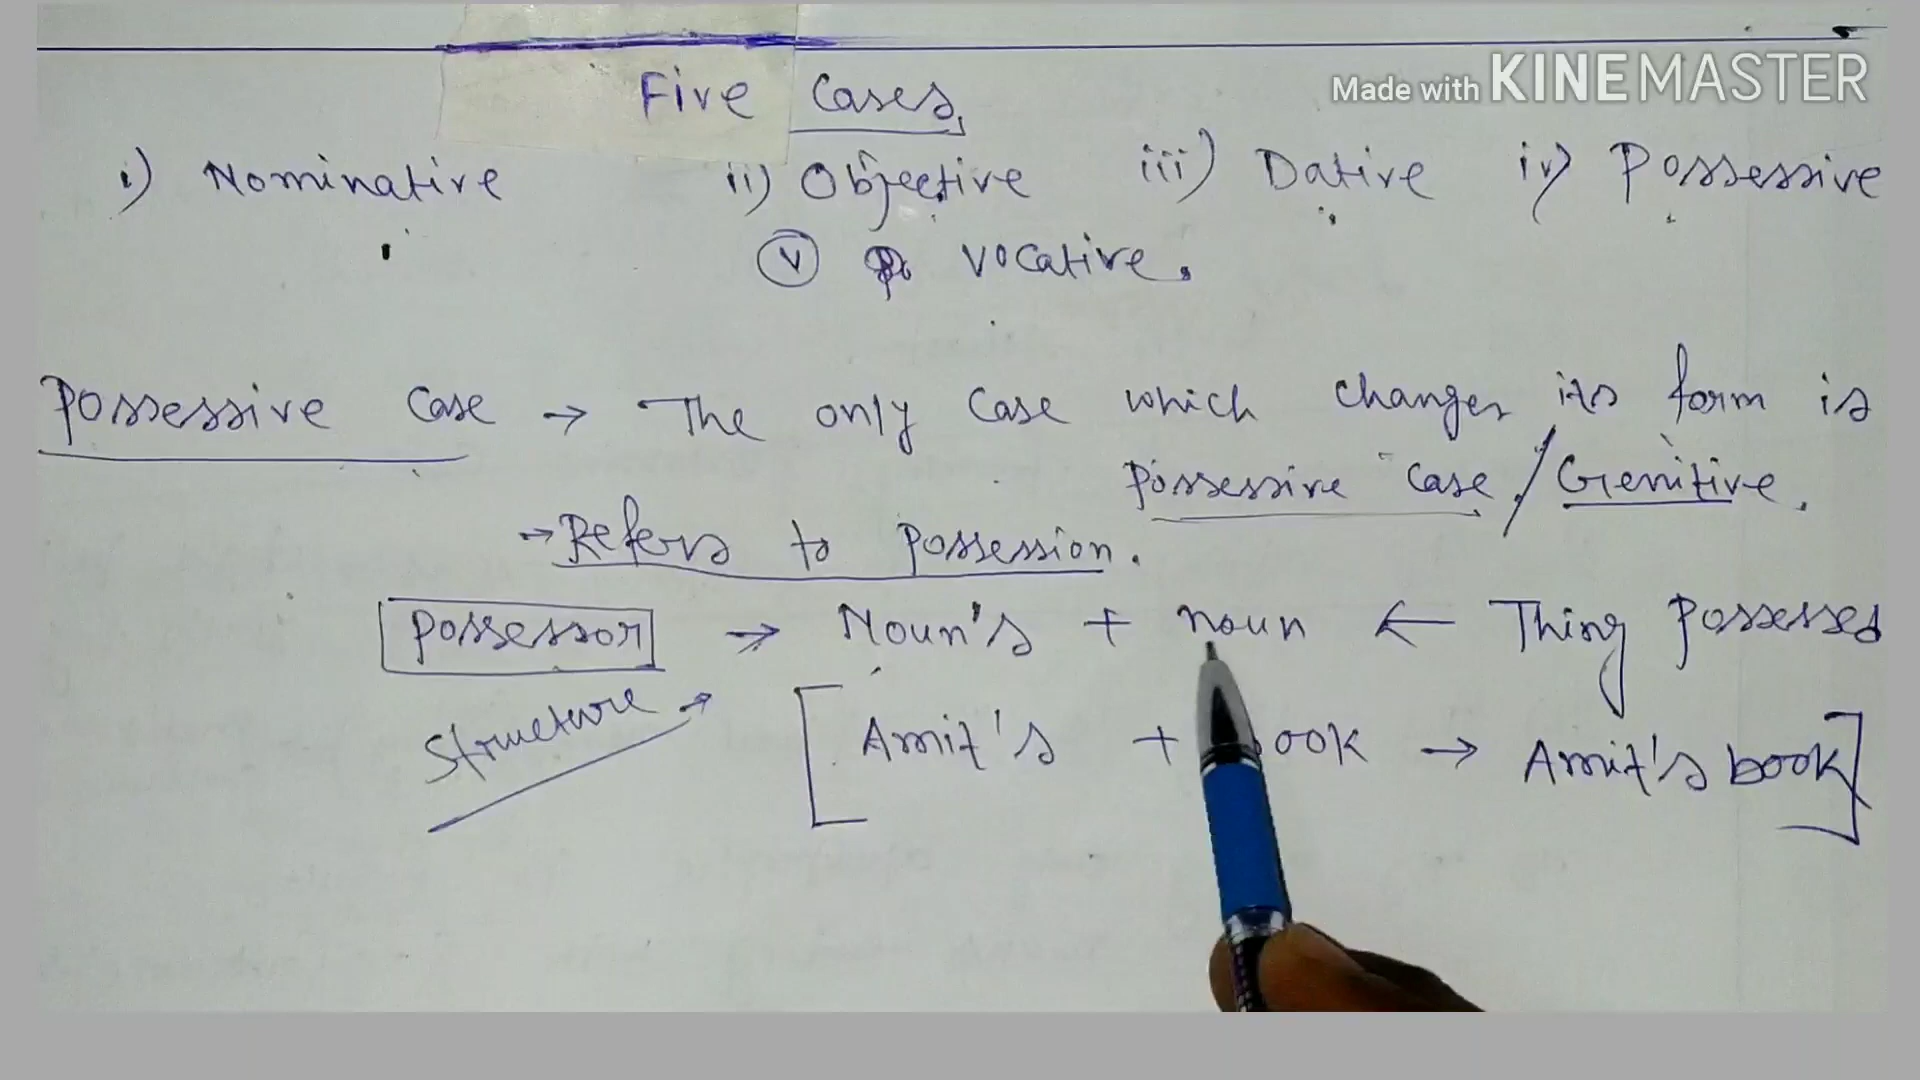 Made with KINEMASTER
Five Cases,
i) Nominative ii) Objective iii) Dative iv) Possessive
v Vocative.
Possessive Case → The only Case which changes its form is
Possessive Case / Genitive.
→ Refers to Possession.
Possessor → Noun's + noun ← Thing Possessed
Structure → [ Amit's + book → Amit's book ]